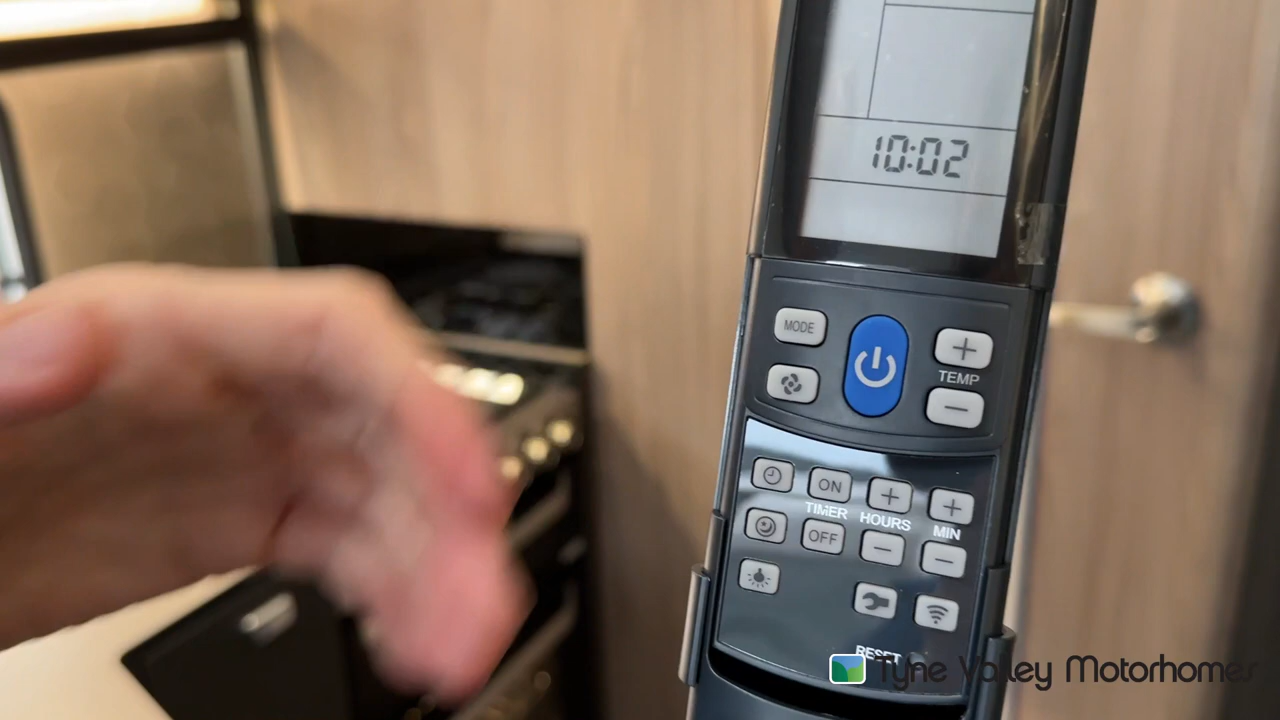 10:02
MODE
TEMP
ON
TIMER HOURS MIN
OFF
RESET
Tyne Valley Motorhomes